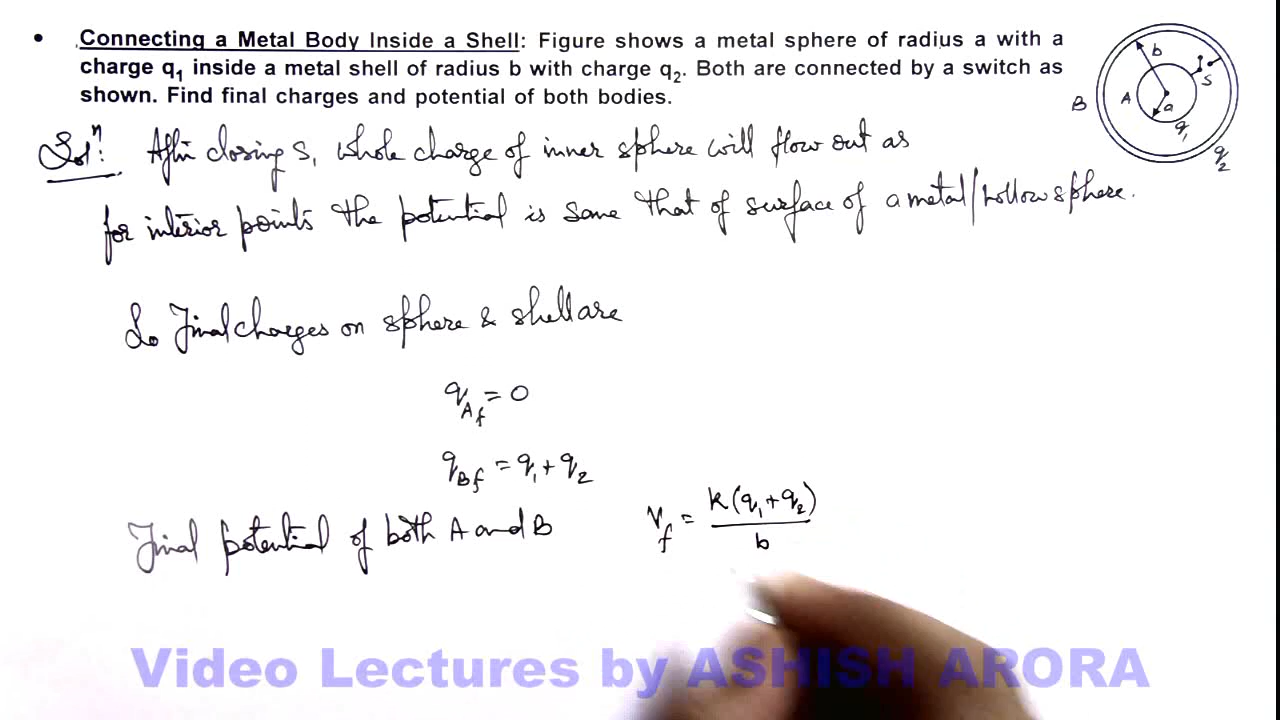 • Connecting a Metal Body Inside a Shell: Figure shows a metal sphere of radius a with a
charge q₁ inside a metal shell of radius b with charge q₂. Both are connected by a switch as
shown. Find final charges and potential of both bodies.
b
S
B
A
a
q₁
q₂
Solⁿ: After closing S, whole charge of inner sphere will flow out as
for interior points the potential is same that of surface of a metal/hollow sphere.
So Final charges on sphere & shell are
q_Af = 0
q_Bf = q₁ + q₂
Final potential of both A and B V_f = k(q₁+q₂)/b
Video Lectures by ASHISH ARORA